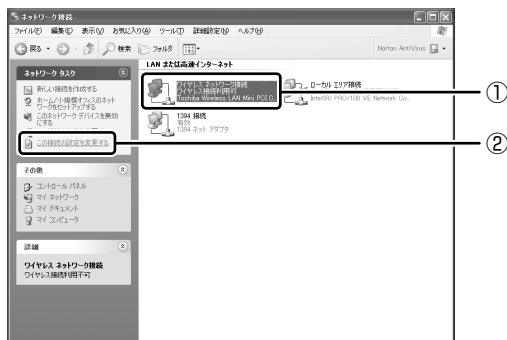 ネットワーク接続
ファイル(F) 編集(E) 表示(V) お気に入り(A) ツール(T) 詳細設定(N) ヘルプ(H)
戻る 検索 フォルダ Norton AntiVirus
ネットワーク タスク
新しい接続を作成する
ホーム/小規模オフィスのネット
ワークをセットアップする
このネットワーク デバイスを無効
にする
この接続の設定を変更する
その他
コントロール パネル
マイ ネットワーク
マイ ドキュメント
マイ コンピュータ
詳細
ワイヤレス ネットワーク接続
ワイヤレス接続利用不可
LAN または高速インターネット
ワイヤレス ネットワーク接続
ワイヤレス接続利用不可
Toshiba Wireless LAN Mini PCI C...
ローカル エリア接続
Intel(R) PRO/100 VE Network Co...
1394 接続
有効
1394 ネット アダプタ
①
②